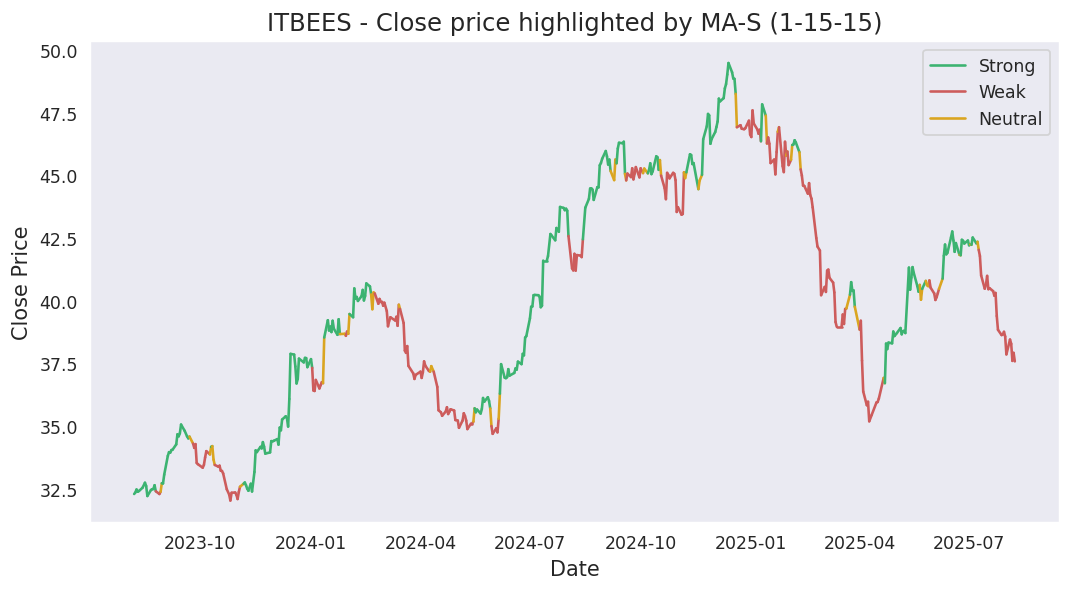 ITBEES - Close price highlighted by MA-S (1-15-15)
Strong
Weak
Neutral
Close Price
50.0
47.5
45.0
42.5
40.0
37.5
35.0
32.5
2023-10 2024-01 2024-04 2024-07 2024-10 2025-01 2025-04 2025-07
Date